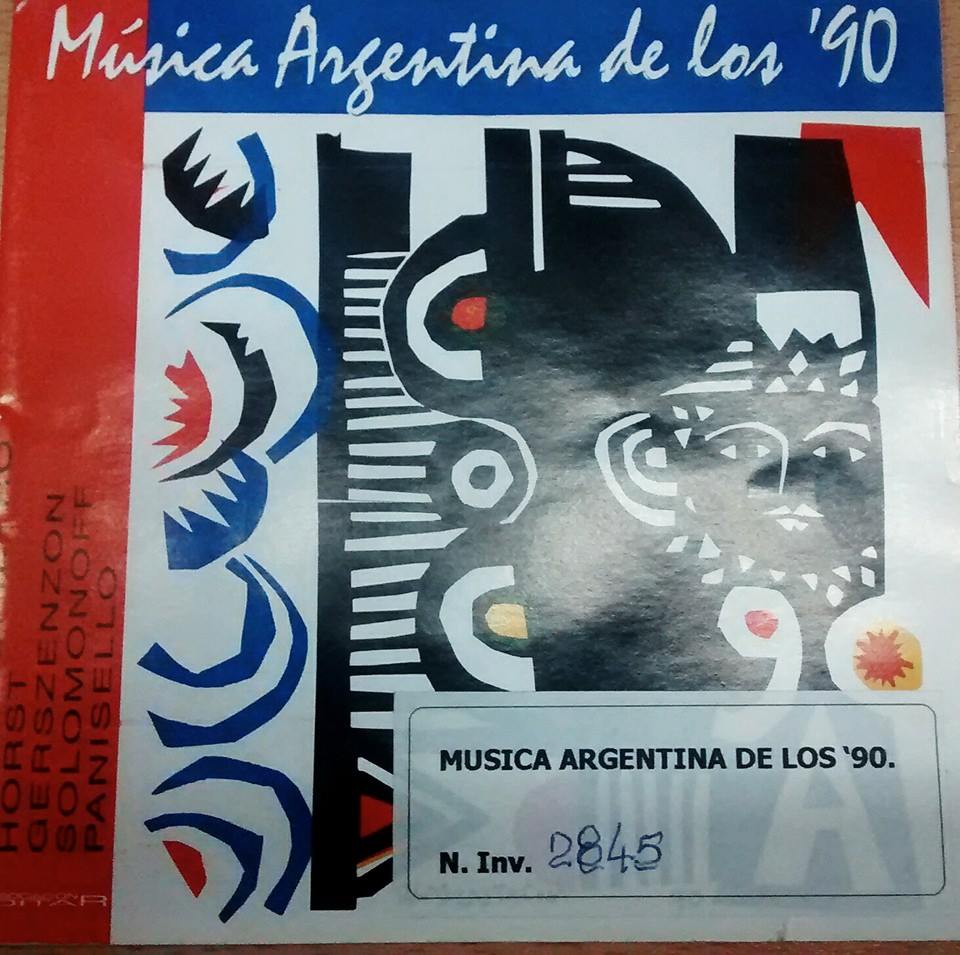 Música Argentina de los '90
HORST
GERSZENZON
SOLOMONOFF
PANISELLO
MUSICA ARGENTINA DE LOS '90.
N. Inv. 2845